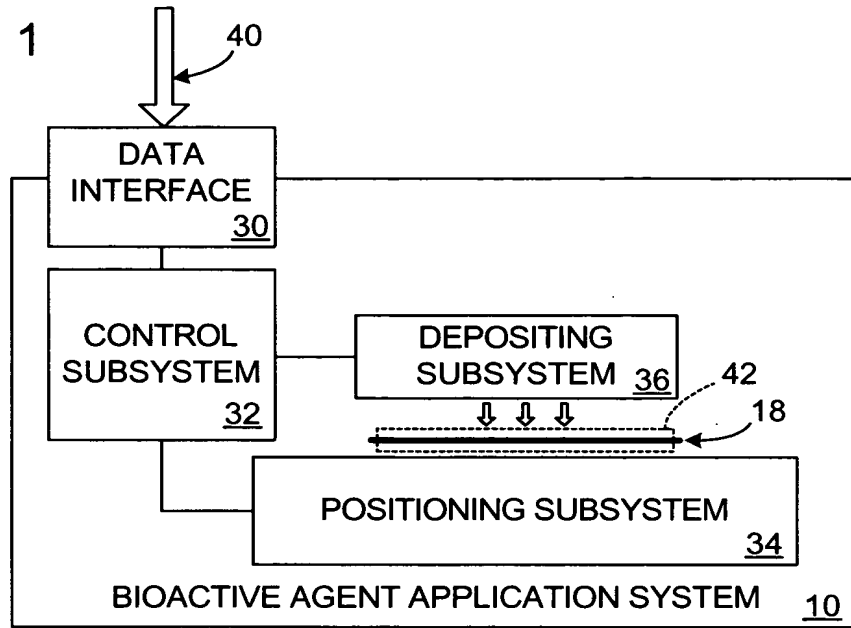 1
40
DATA
INTERFACE
30
CONTROL
SUBSYSTEM
32
DEPOSITING
SUBSYSTEM
36
42
18
POSITIONING SUBSYSTEM
34
BIOACTIVE AGENT APPLICATION SYSTEM
10